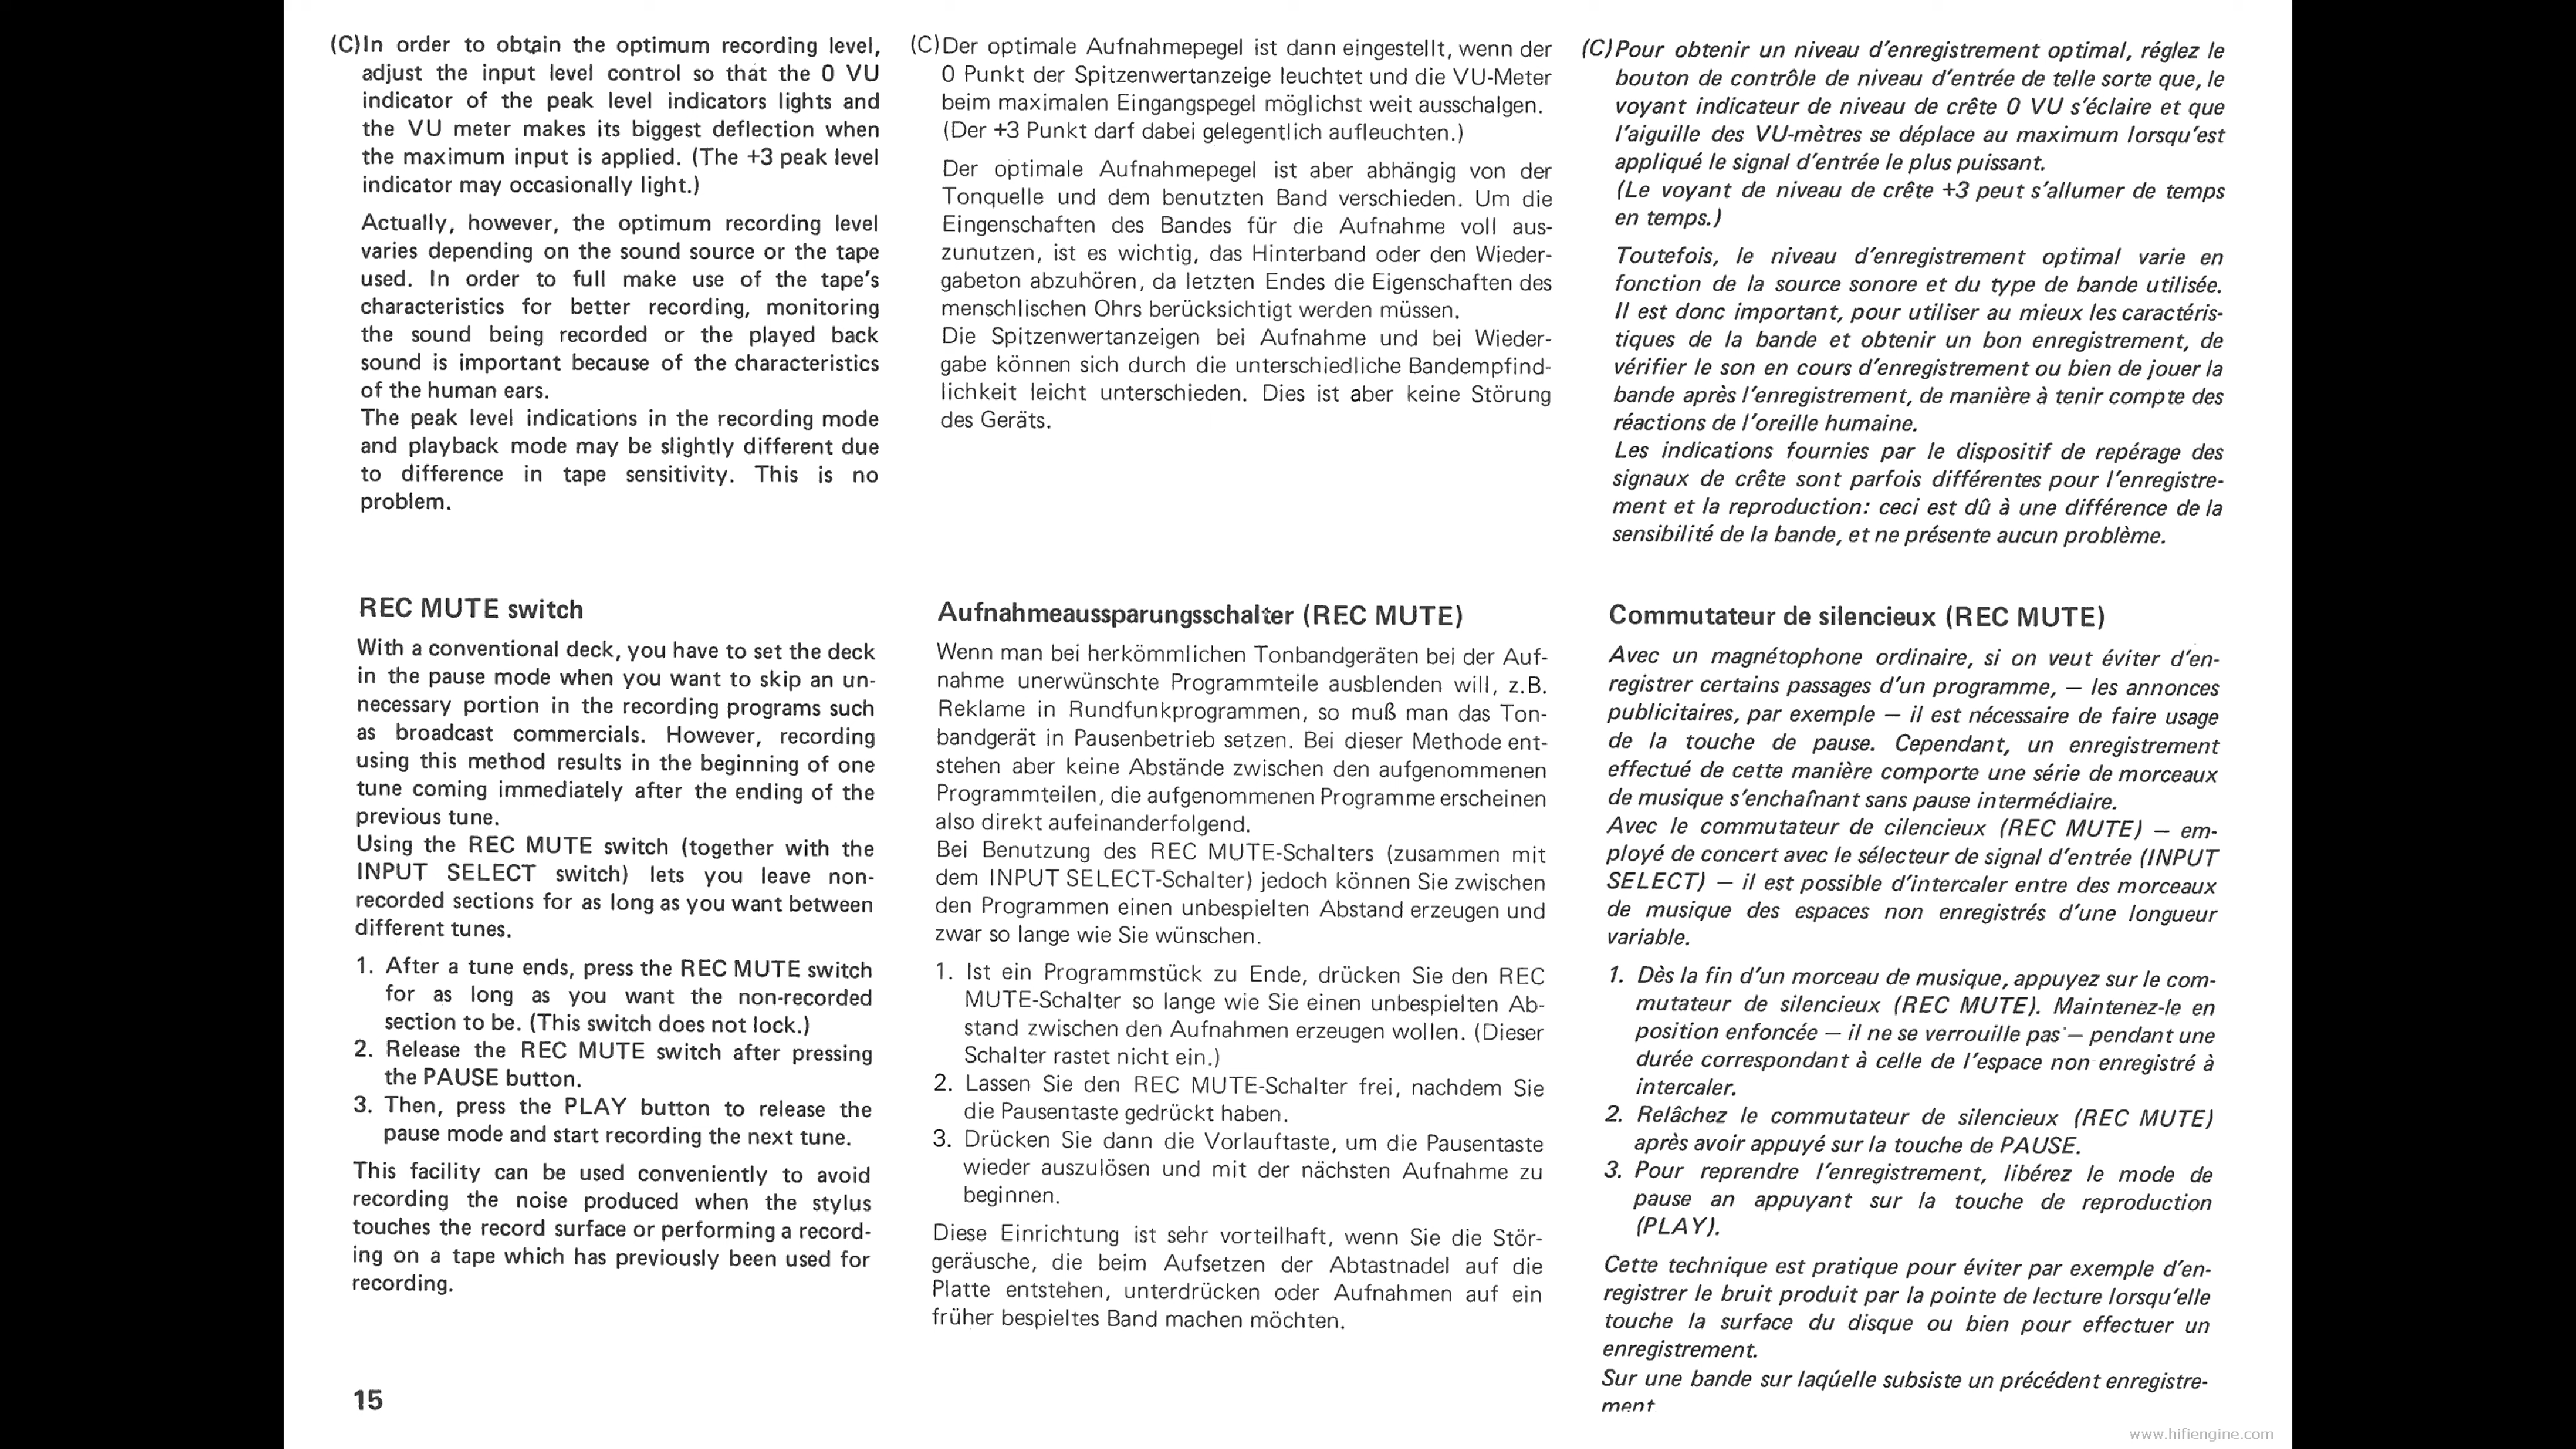 (C)In order to obtain the optimum recording level,
adjust the input level control so that the 0 VU
indicator of the peak level indicators lights and
the VU meter makes its biggest deflection when
the maximum input is applied. (The +3 peak level
indicator may occasionally light.)
Actually, however, the optimum recording level
varies depending on the sound source or the tape
used. In order to full make use of the tape's
characteristics for better recording, monitoring
the sound being recorded or the played back
sound is important because of the characteristics
of the human ears.
The peak level indications in the recording mode
and playback mode may be slightly different due
to difference in tape sensitivity. This is no
problem.
REC MUTE switch
With a conventional deck, you have to set the deck
in the pause mode when you want to skip an un-
necessary portion in the recording programs such
as broadcast commercials. However, recording
using this method results in the beginning of one
tune coming immediately after the ending of the
previous tune.
Using the REC MUTE switch (together with the
INPUT SELECT switch) lets you leave non-
recorded sections for as long as you want between
different tunes.
1. After a tune ends, press the REC MUTE switch
for as long as you want the non-recorded
section to be. (This switch does not lock.)
2. Release the REC MUTE switch after pressing
the PAUSE button.
3. Then, press the PLAY button to release the
pause mode and start recording the next tune.
This facility can be used conveniently to avoid
recording the noise produced when the stylus
touches the record surface or performing a record-
ing on a tape which has previously been used for
recording.
15
(C)Der optimale Aufnahmepegel ist dann eingestellt, wenn der
0 Punkt der Spitzenwertanzeige leuchtet und die VU-Meter
beim maximalen Eingangspegel möglichst weit ausschalgen.
(Der +3 Punkt darf dabei gelegentlich aufleuchten.)
Der optimale Aufnahmepegel ist aber abhängig von der
Tonquelle und dem benutzten Band verschieden. Um die
Eingenschaften des Bandes für die Aufnahme voll aus-
zunutzen, ist es wichtig, das Hinterband oder den Wieder-
gabeton abzuhören, da letzten Endes die Eigenschaften des
menschlischen Ohrs berücksichtigt werden müssen.
Die Spitzenwertanzeigen bei Aufnahme und bei Wieder-
gabe können sich durch die unterschiedliche Bandempfind-
lichkeit leicht unterschieden. Dies ist aber keine Störung
des Geräts.
Aufnahmeaussparungsschalter (REC MUTE)
Wenn man bei herkömmlichen Tonbandgeräten bei der Auf-
nahme unerwünschte Programmteile ausblenden will, z.B.
Reklame in Rundfunkprogrammen, so muß man das Ton-
bandgerät in Pausenbetrieb setzen. Bei dieser Methode ent-
stehen aber keine Abstände zwischen den aufgenommenen
Programmteilen, die aufgenommenen Programme erscheinen
also direkt aufeinanderfolgend.
Bei Benutzung des REC MUTE-Schalters (zusammen mit
dem INPUT SELECT-Schalter) jedoch können Sie zwischen
den Programmen einen unbespielten Abstand erzeugen und
zwar so lange wie Sie wünschen.
1. Ist ein Programmstück zu Ende, drücken Sie den REC
MUTE-Schalter so lange wie Sie einen unbespielten Ab-
stand zwischen den Aufnahmen erzeugen wollen. (Dieser
Schalter rastet nicht ein.)
2. Lassen Sie den REC MUTE-Schalter frei, nachdem Sie
die Pausentaste gedrückt haben.
3. Drücken Sie dann die Vorlauftaste, um die Pausentaste
wieder auszulösen und mit der nächsten Aufnahme zu
beginnen.
Diese Einrichtung ist sehr vorteilhaft, wenn Sie die Stör-
geräusche, die beim Aufsetzen der Abtastnadel auf die
Platte entstehen, unterdrücken oder Aufnahmen auf ein
früher bespieltes Band machen möchten.
(C)Pour obtenir un niveau d'enregistrement optimal, réglez le
bouton de contrôle de niveau d'entrée de telle sorte que, le
voyant indicateur de niveau de crête 0 VU s'éclaire et que
l'aiguille des VU-mètres se déplace au maximum lorsqu'est
appliqué le signal d'entrée le plus puissant.
(Le voyant de niveau de crête +3 peut s'allumer de temps
en temps.)
Toutefois, le niveau d'enregistrement optimal varie en
fonction de la source sonore et du type de bande utilisée.
Il est donc important, pour utiliser au mieux les caractéris-
tiques de la bande et obtenir un bon enregistrement, de
vérifier le son en cours d'enregistrement ou bien de jouer la
bande après l'enregistrement, de manière à tenir compte des
réactions de l'oreille humaine.
Les indications fournies par le dispositif de repérage des
signaux de crête sont parfois différentes pour l'enregistre-
ment et la reproduction: ceci est dû à une différence de la
sensibilité de la bande, et ne présente aucun problème.
Commutateur de silencieux (REC MUTE)
Avec un magnétophone ordinaire, si on veut éviter d'en-
registrer certains passages d'un programme, — les annonces
publicitaires, par exemple — il est nécessaire de faire usage
de la touche de pause. Cependant, un enregistrement
effectué de cette manière comporte une série de morceaux
de musique s'enchaînant sans pause intermédiaire.
Avec le commutateur de cilencieux (REC MUTE) — em-
ployé de concert avec le sélecteur de signal d'entrée (INPUT
SELECT) — il est possible d'intercaler entre des morceaux
de musique des espaces non enregistrés d'une longueur
variable.
1. Dès la fin d'un morceau de musique, appuyez sur le com-
mutateur de silencieux (REC MUTE). Maintenez-le en
position enfoncée — il ne se verrouille pas — pendant une
durée correspondant à celle de l'espace non enregistré à
intercaler.
2. Relâchez le commutateur de silencieux (REC MUTE)
après avoir appuyé sur la touche de PAUSE.
3. Pour reprendre l'enregistrement, libérez le mode de
pause an appuyant sur la touche de reproduction
(PLAY).
Cette technique est pratique pour éviter par exemple d'en-
registrer le bruit produit par la pointe de lecture lorsqu'elle
touche la surface du disque ou bien pour effectuer un
enregistrement.
Sur une bande sur laquelle subsiste un précédent enregistre-
ment
www.hifiengine.com